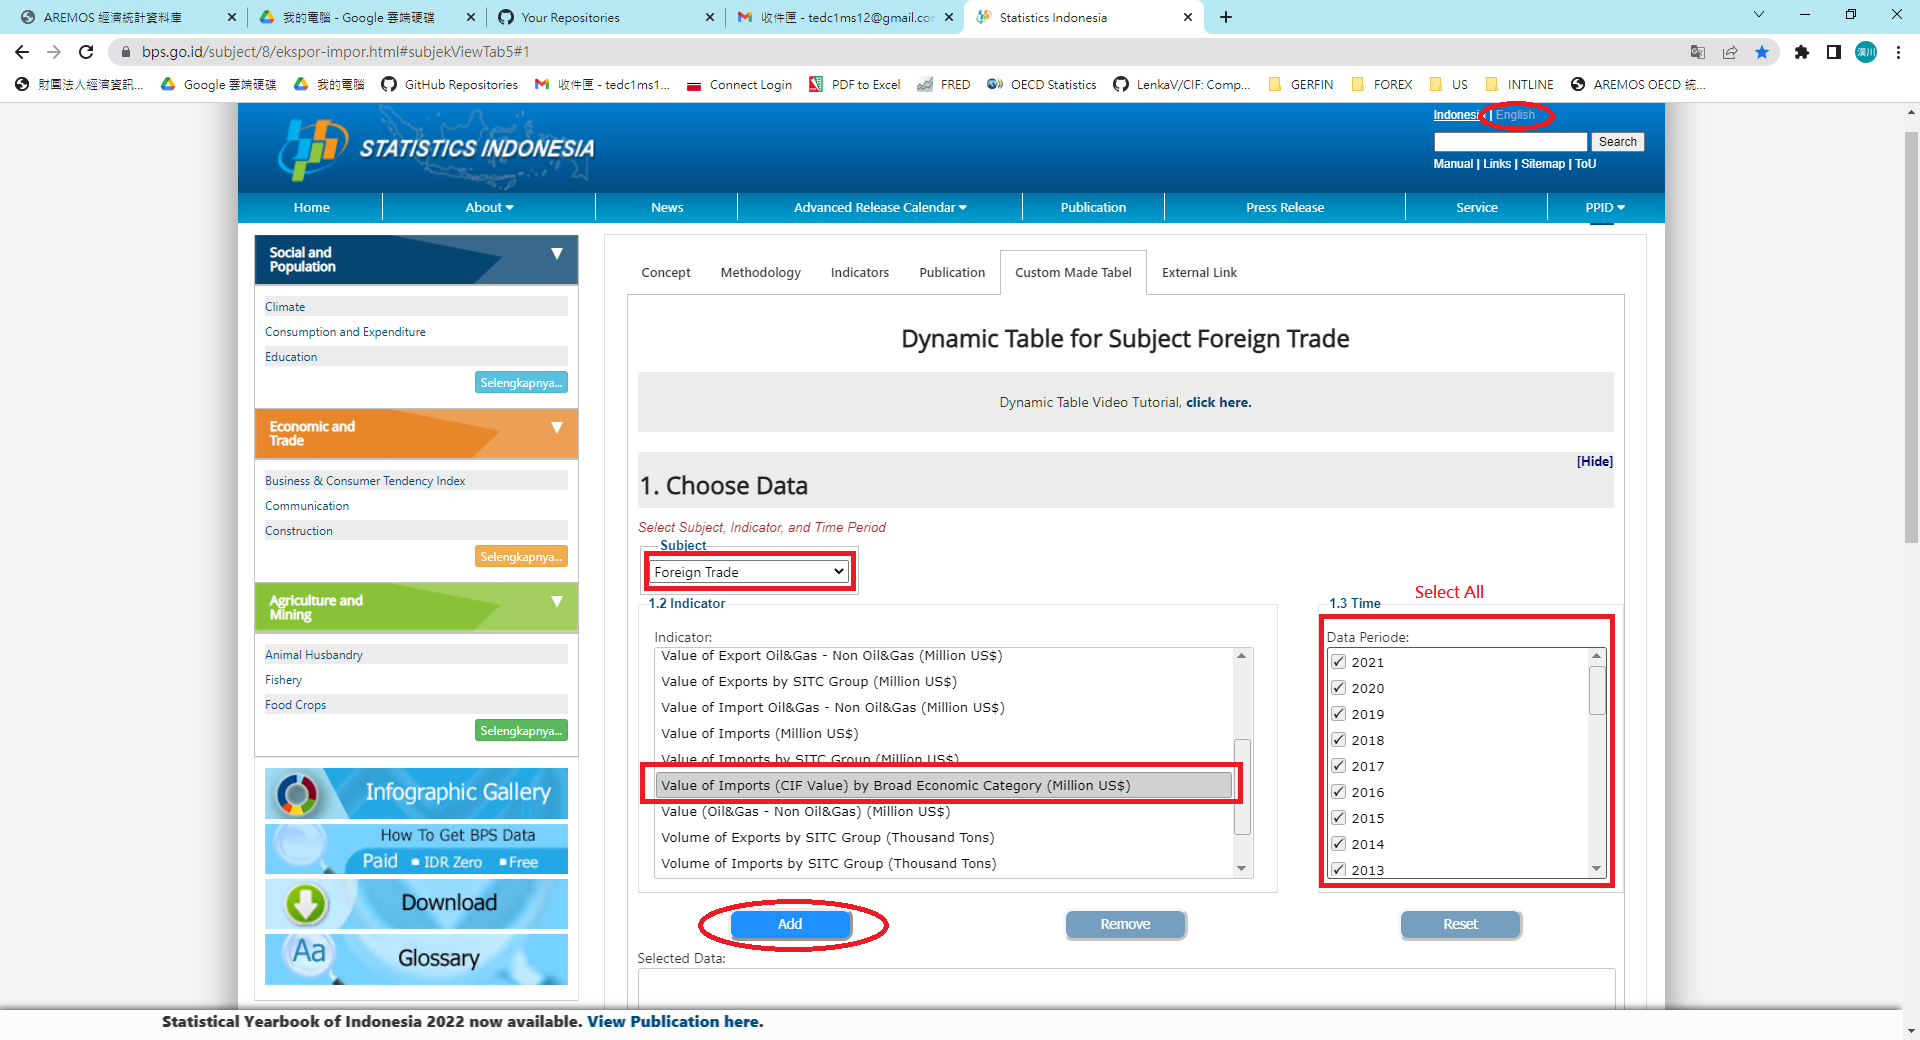 AREMOS 經濟統計資料庫
我的電腦 - Google 雲端硬碟
Your Repositories
收件匣 - tedc1ms12@gmail.co
Statistics Indonesia
bps.go.id/subject/8/ekspor-impor.html#subjekViewTab5#1
漢川
財團法人經濟資訊...
Google 雲端硬碟
我的電腦
GitHub Repositories
收件匣 - tedc1ms1...
Connect Login
PDF to Excel
FRED
OECD Statistics
LenkaV/CIF: Comp...
GERFIN
FOREX
US
INTLINE
AREMOS OECD 統...
STATISTICS INDONESIA
Indonesi | English
Search
Manual | Links | Sitemap | ToU
Home
About
News
Advanced Release Calendar
Publication
Press Release
Service
PPID
Social and
Population
Climate
Consumption and Expenditure
Education
Selengkapnya...
Economic and
Trade
Business & Consumer Tendency Index
Communication
Construction
Selengkapnya...
Agriculture and
Mining
Animal Husbandry
Fishery
Food Crops
Selengkapnya...
Infographic Gallery
How To Get BPS Data
Paid IDR Zero Free
Download
Aa
Glossary
Concept
Methodology
Indicators
Publication
Custom Made Tabel
External Link
Dynamic Table for Subject Foreign Trade
Dynamic Table Video Tutorial, click here.
[Hide]
1. Choose Data
Select Subject, Indicator, and Time Period
Subject
Foreign Trade
1.2 Indicator
Indicator:
Value of Export Oil&Gas - Non Oil&Gas (Million US$)
Value of Exports by SITC Group (Million US$)
Value of Import Oil&Gas - Non Oil&Gas (Million US$)
Value of Imports (Million US$)
Value of Imports by SITC Group (Million US$)
Value of Imports (CIF Value) by Broad Economic Category (Million US$)
Value (Oil&Gas - Non Oil&Gas) (Million US$)
Volume of Exports by SITC Group (Thousand Tons)
Volume of Imports by SITC Group (Thousand Tons)
Select All
1.3 Time
Data Periode:
2021
2020
2019
2018
2017
2016
2015
2014
2013
Add
Remove
Reset
Selected Data:
Statistical Yearbook of Indonesia 2022 now available. View Publication here.